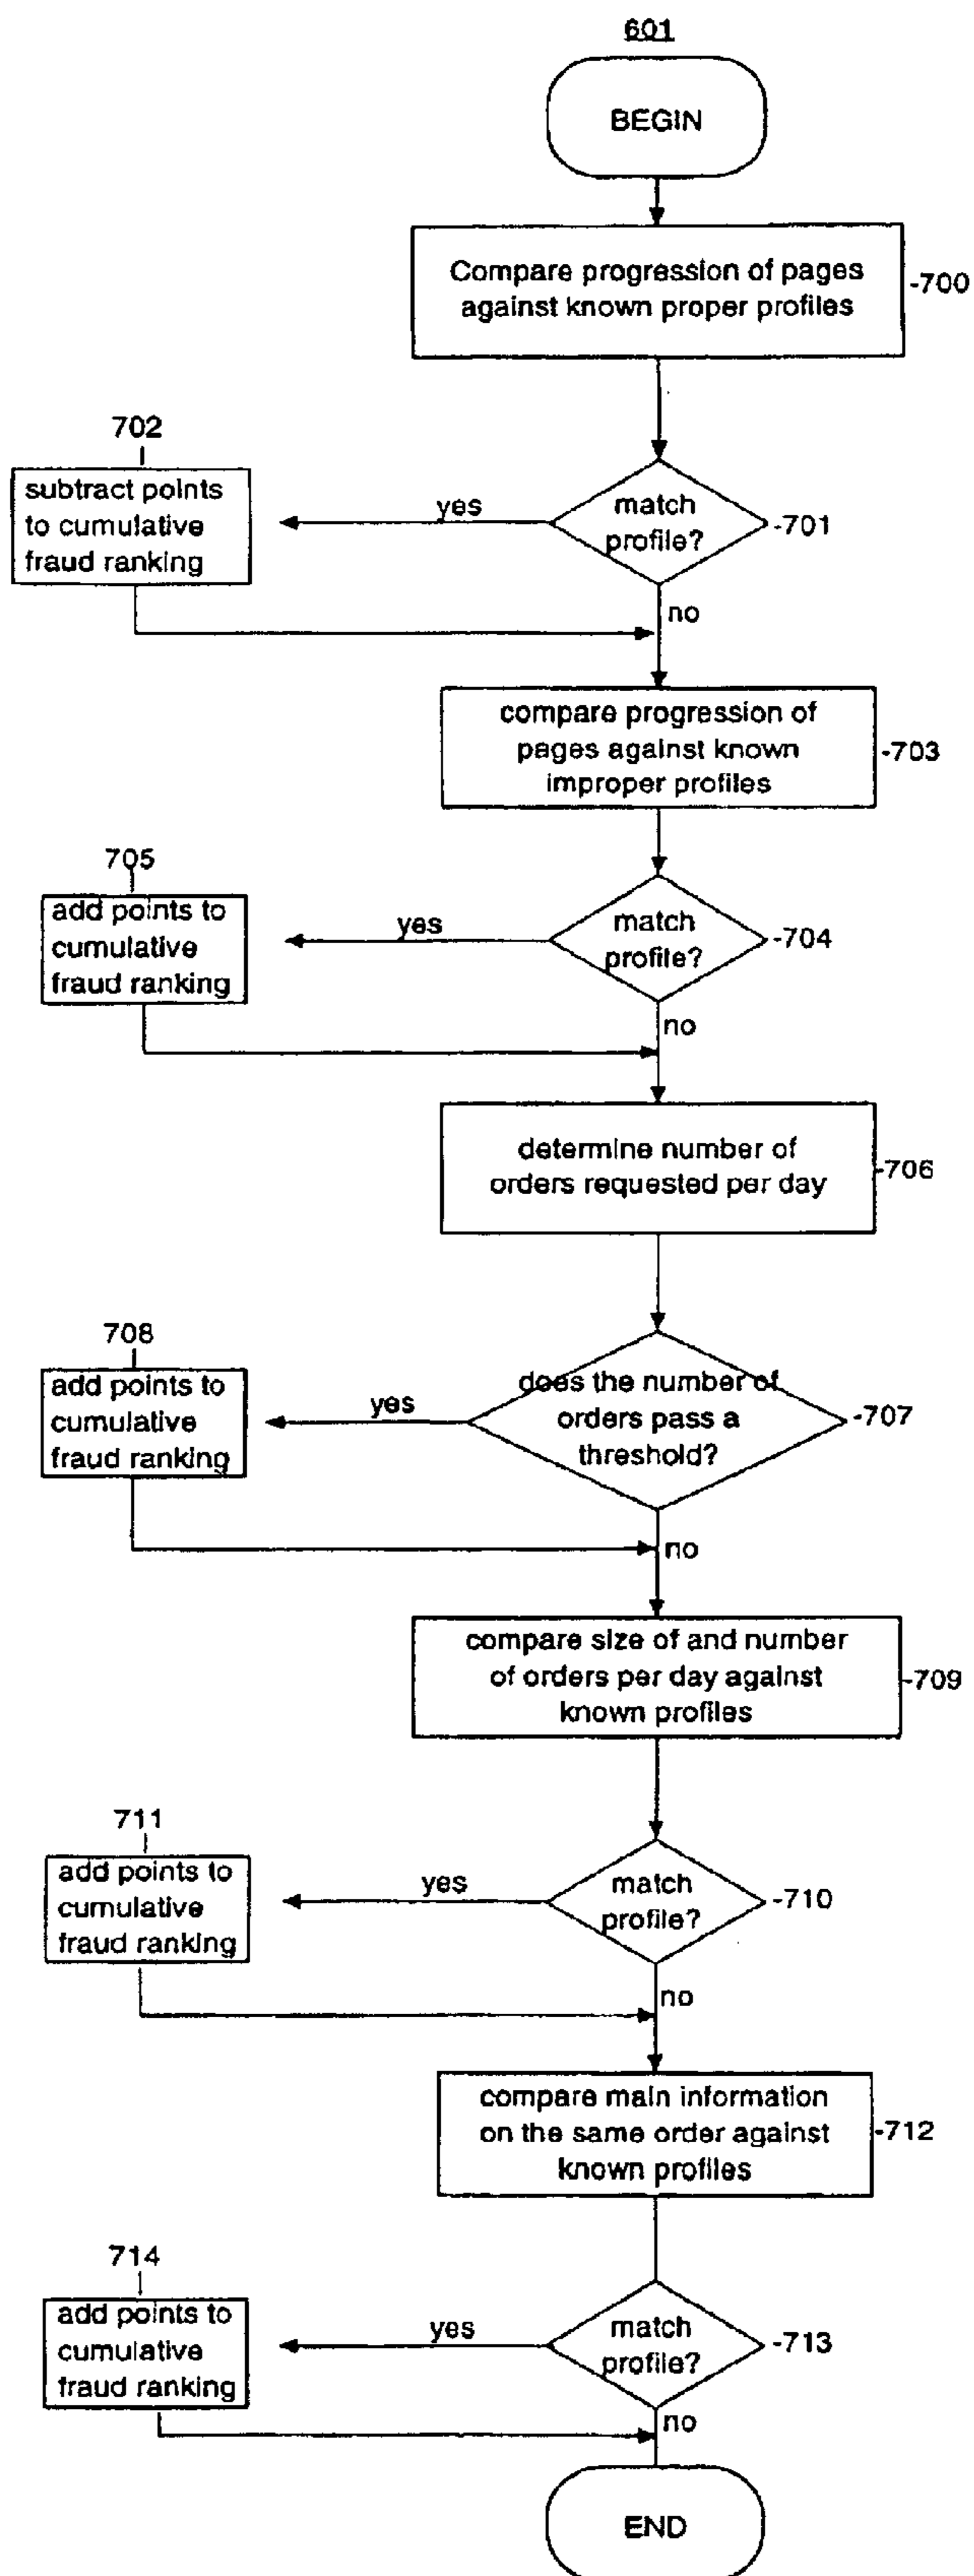 601
BEGIN
Compare progression of pages
against known proper profiles
-700
702
subtract points
to cumulative
fraud ranking
yes
match
profile?
-701
no
compare progression of
pages against known
improper profiles
-703
705
add points to
cumulative
fraud ranking
yes
match
profile?
-704
no
determine number of
orders requested per day
-706
708
add points to
cumulative
fraud ranking
yes
does the number of
orders pass a
threshold?
-707
no
compare size of and number
of orders per day against
known profiles
-709
711
add points to
cumulative
fraud ranking
yes
match
profile?
-710
no
compare main information
on the same order against
known profiles
-712
714
add points to
cumulative
fraud ranking
yes
match
profile?
-713
no
END